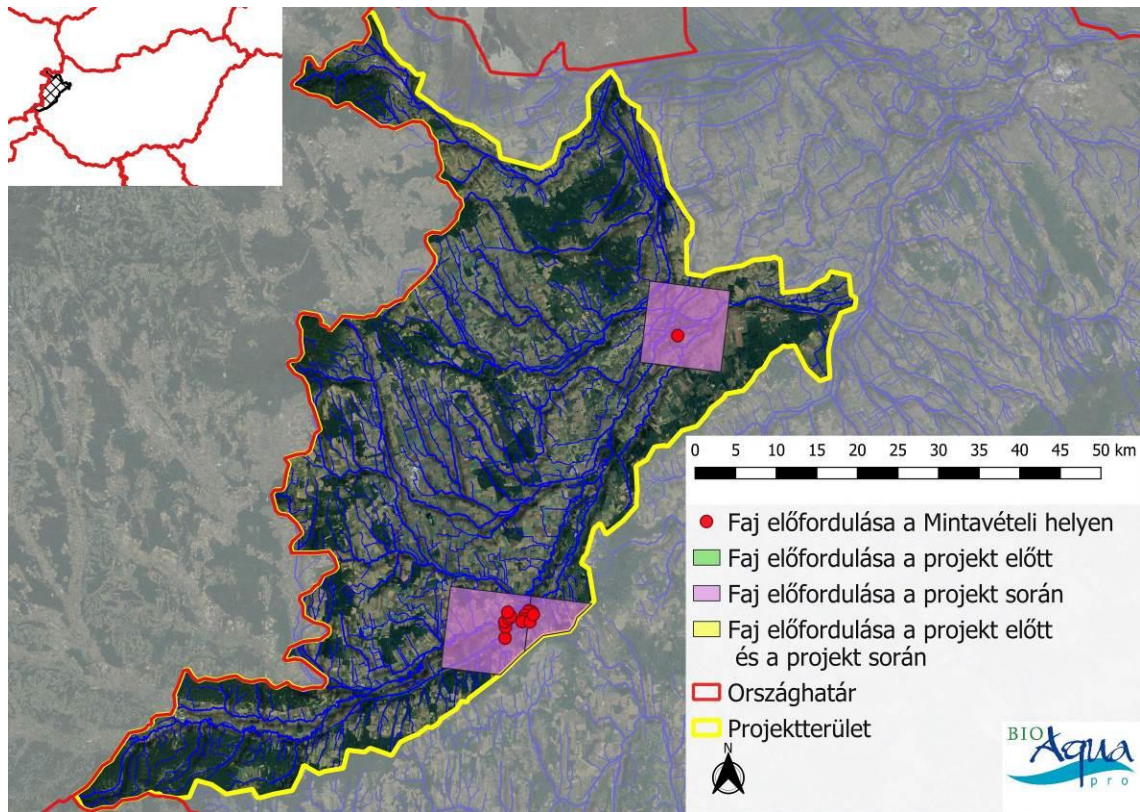 0 5 10 15 20 25 30 35 40 45 50 km
Faj előfordulása a Mintavételi helyen
Faj előfordulása a projekt előtt
Faj előfordulása a projekt során
Faj előfordulása a projekt előtt
és a projekt során
Országhatár
Projektterület
N
BIO
Aqua
pro